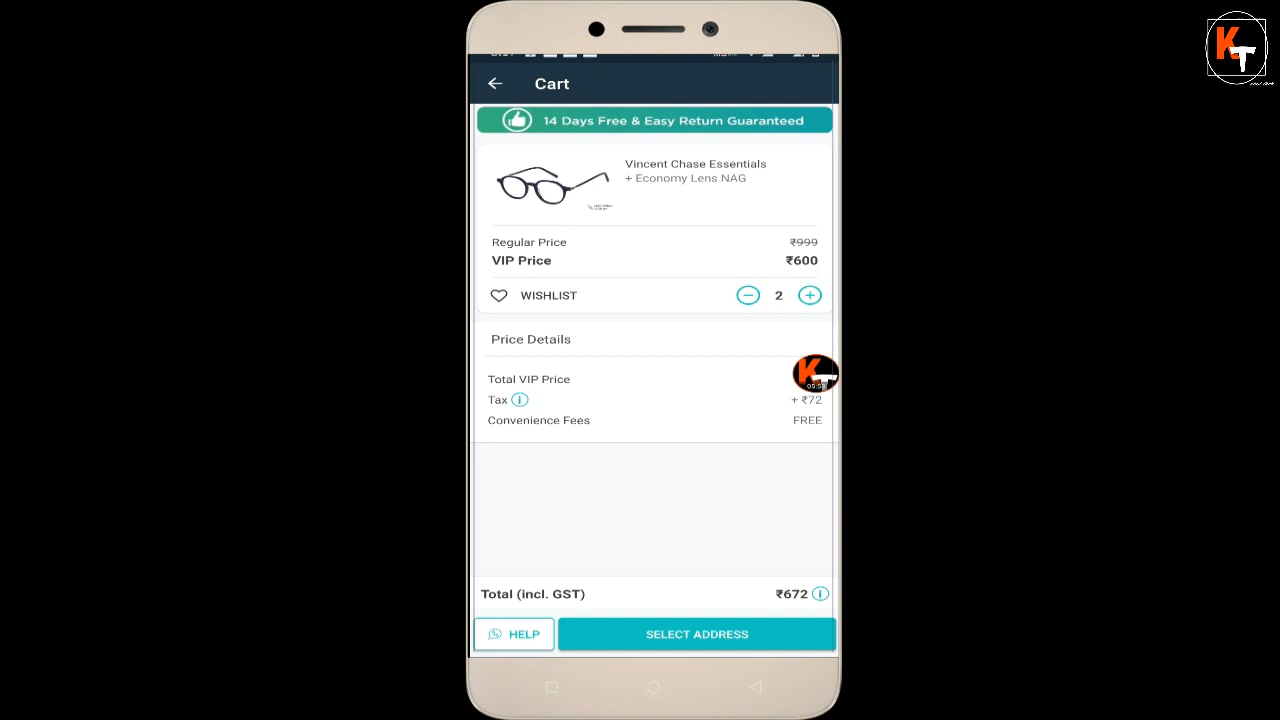 KT
Cart
14 Days Free & Easy Return Guaranteed
Vincent Chase Essentials
+ Economy Lens NAG
Regular Price ₹999
VIP Price ₹600
WISHLIST 2
Price Details
Total VIP Price
KT
Tax + ₹72
Convenience Fees FREE
Total (incl. GST) ₹672
HELP SELECT ADDRESS